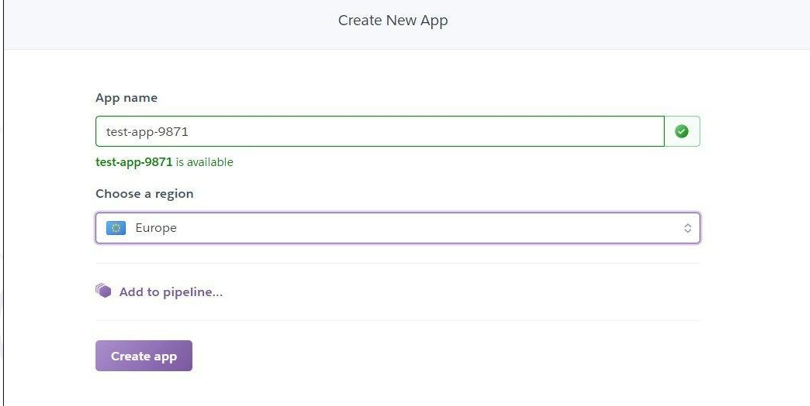 Create New App
App name
test-app-9871
test-app-9871 is available
Choose a region
Europe
Add to pipeline...
Create app